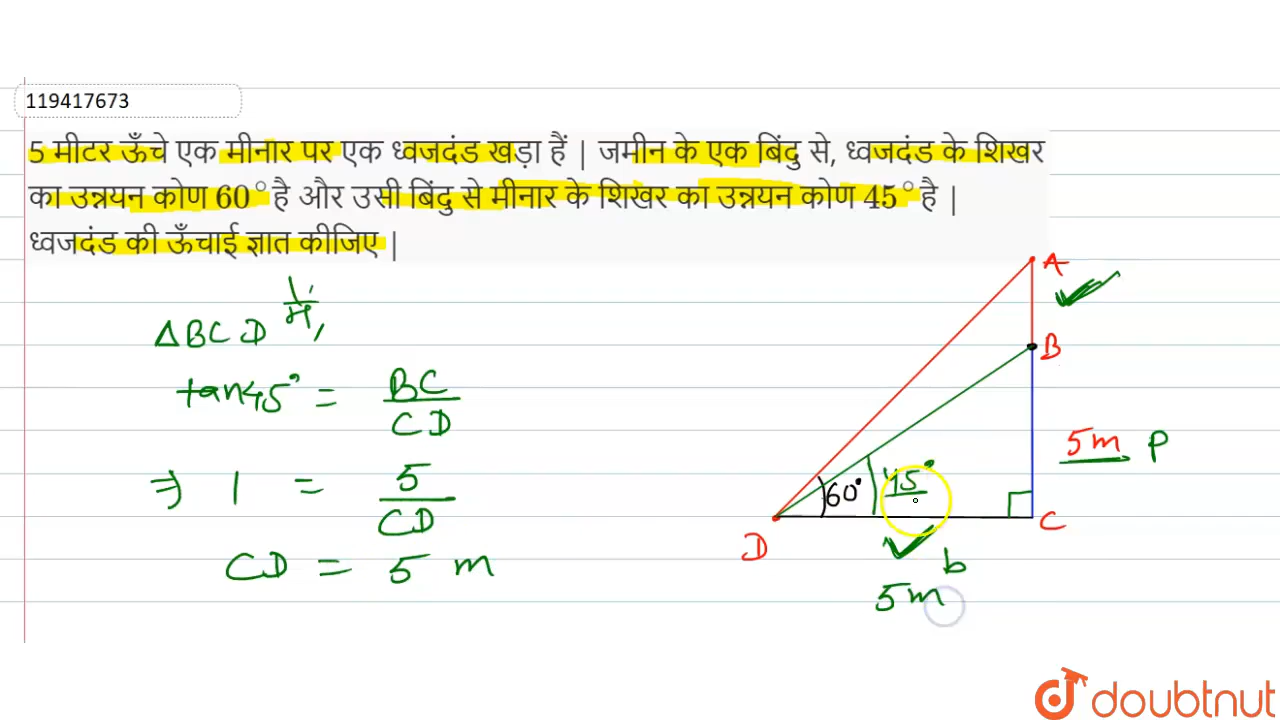 119417673
5 मीटर ऊँचे एक मीनार पर एक ध्वजदंड खड़ा हैं | जमीन के एक बिंदु से, ध्वजदंड के शिखर
का उन्नयन कोण 60° है और उसी बिंदु से मीनार के शिखर का उन्नयन कोण 45° है |
ध्वजदंड की ऊँचाई ज्ञात कीजिए |
△BCD में,
tan45° = BC/CD
⇒ 1 = 5/CD
CD = 5 m
A
B
5m P
60° 45°
D C
b
5m
doubtnut